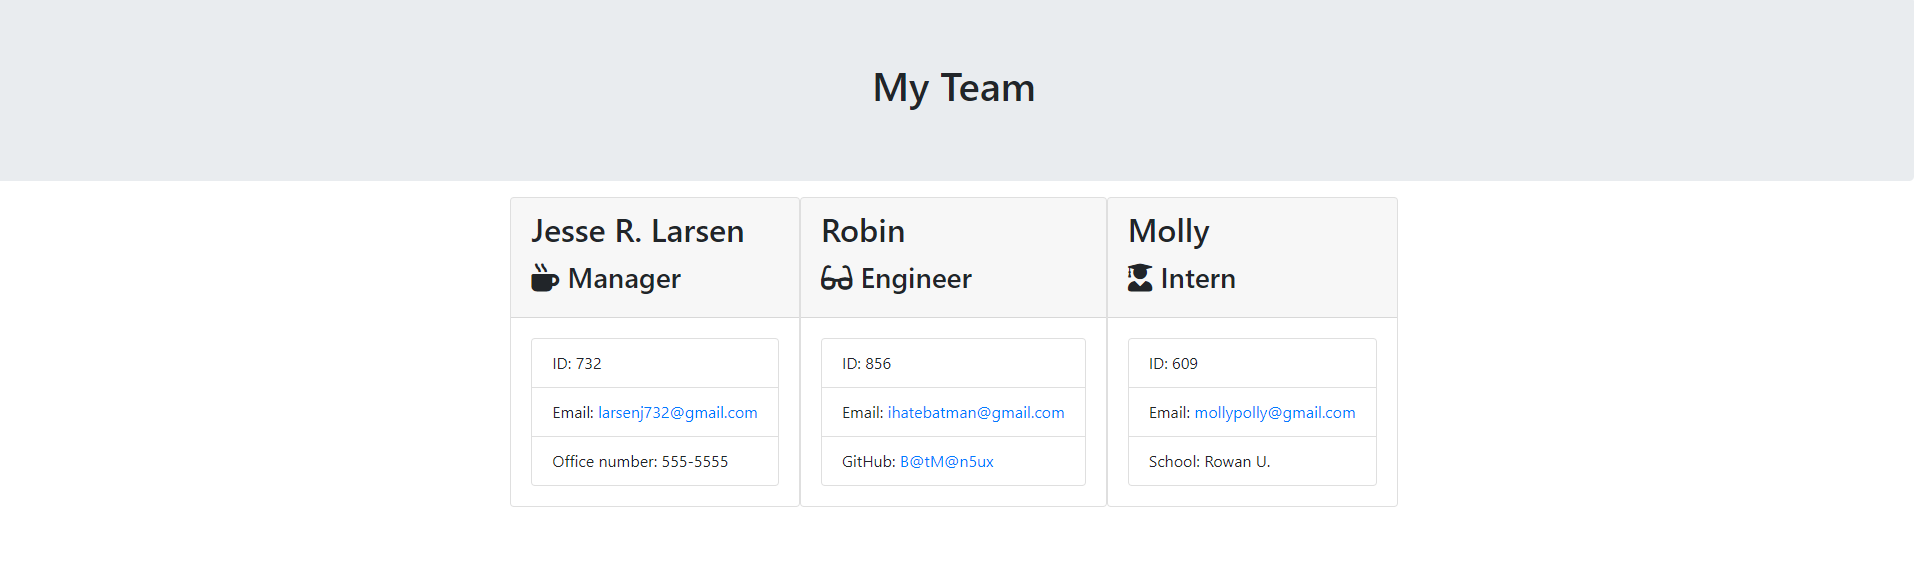 My Team
Jesse R. Larsen
Manager
ID: 732
Email: larsenj732@gmail.com
Office number: 555-5555
Robin
Engineer
ID: 856
Email: ihatebatman@gmail.com
GitHub: B@tM@n5ux
Molly
Intern
ID: 609
Email: mollypolly@gmail.com
School: Rowan U.